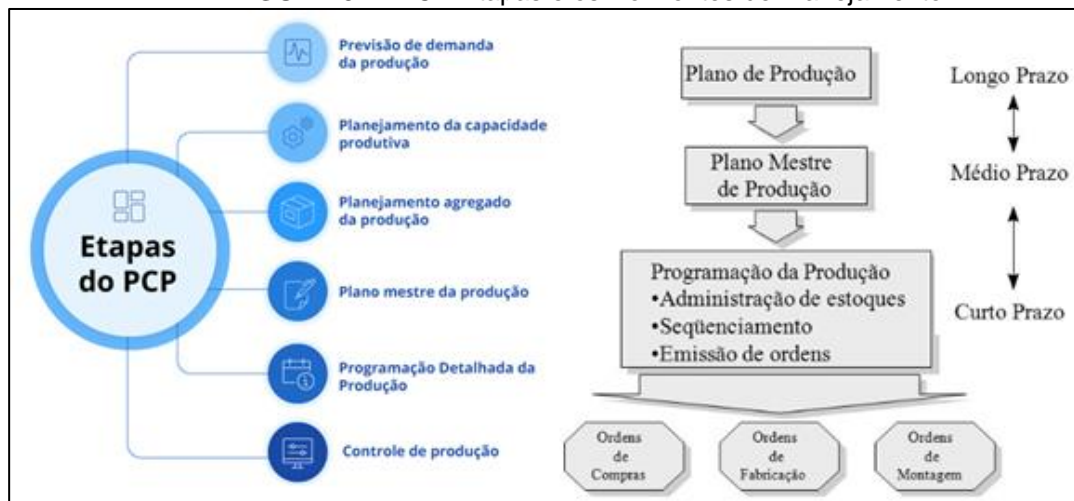 Previsão de demanda
da produção
Planejamento da capacidade
produtiva
Planejamento agregado
da produção
Etapas
do PCP
Plano mestre da produção
Programação Detalhada da
Produção
Controle de produção
Plano de Produção
Longo Prazo
Plano Mestre
de Produção
Médio Prazo
Programação da Produção
•Administração de estoques
•Seqüenciamento
•Emissão de ordens
Curto Prazo
Ordens
de
Compras
Ordens
de
Fabricação
Ordens
de
Montagem